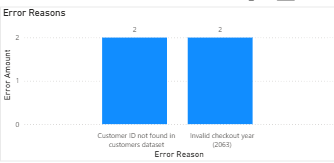 Error Reasons
2
2
2
1
0
Error Amount
Customer ID not found in
customers dataset
Invalid checkout year
(2063)
Error Reason